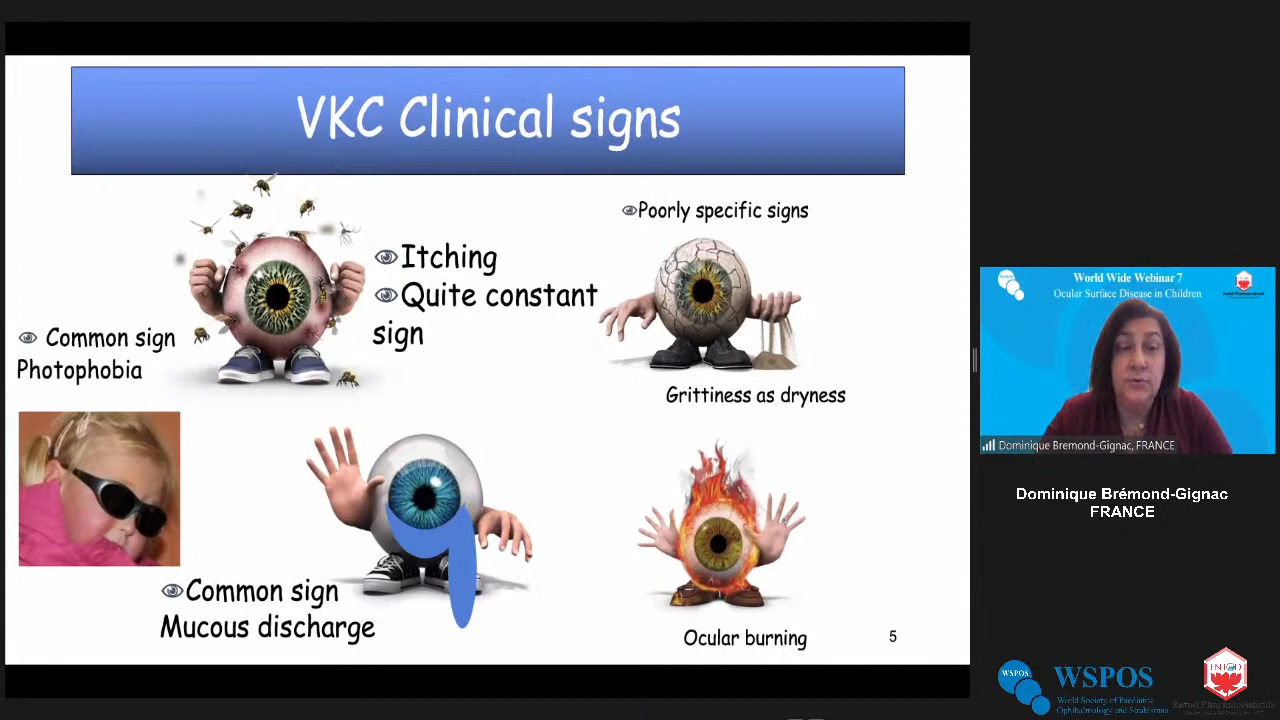 VKC Clinical signs
Poorly specific signs
Itching
Quite constant
sign
Common sign
Photophobia
Grittiness as dryness
Common sign
Mucous discharge
Ocular burning
5
WSPOS
World Wide Webinar 7
Ocular Surface Disease in Children
Dominique Bremond-Gignac, FRANCE
Dominique Brémond-Gignac
FRANCE
WSPOS
WSPOS
World Society of Paediatric
Ophthalmology and Strabismus